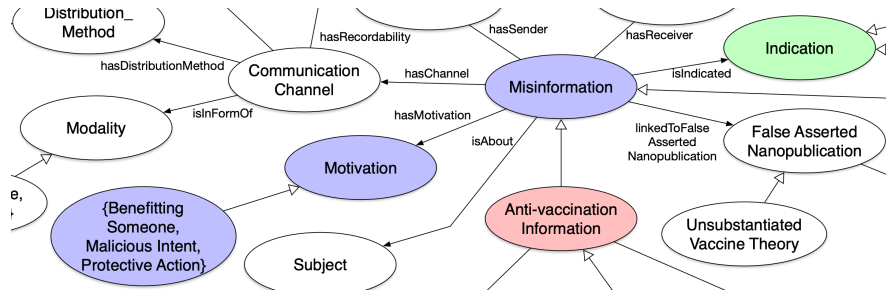 Distribution_
Method
hasRecordability
hasSender
hasReceiver
Indication
hasDistributionMethod
Communication
Channel
hasChannel
Misinformation
isIndicated
isInFormOf
hasMotivation
Modality
isAbout
linkedToFalse
Asserted
Nanopublication
False Asserted
Nanopublication
Motivation
e,
{Benefitting
Someone,
Malicious Intent,
Protective Action}
Anti-vaccination
Information
Unsubstantiated
Vaccine Theory
Subject